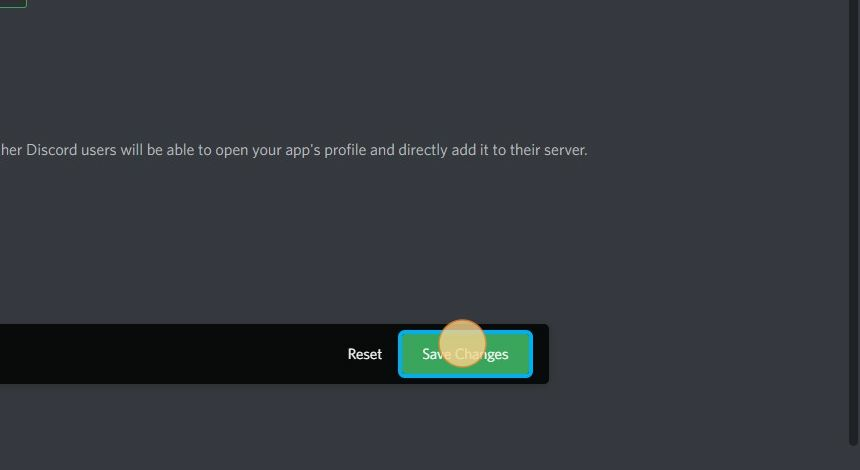 her Discord users will be able to open your app's profile and directly add it to their server.
Reset
Save Changes